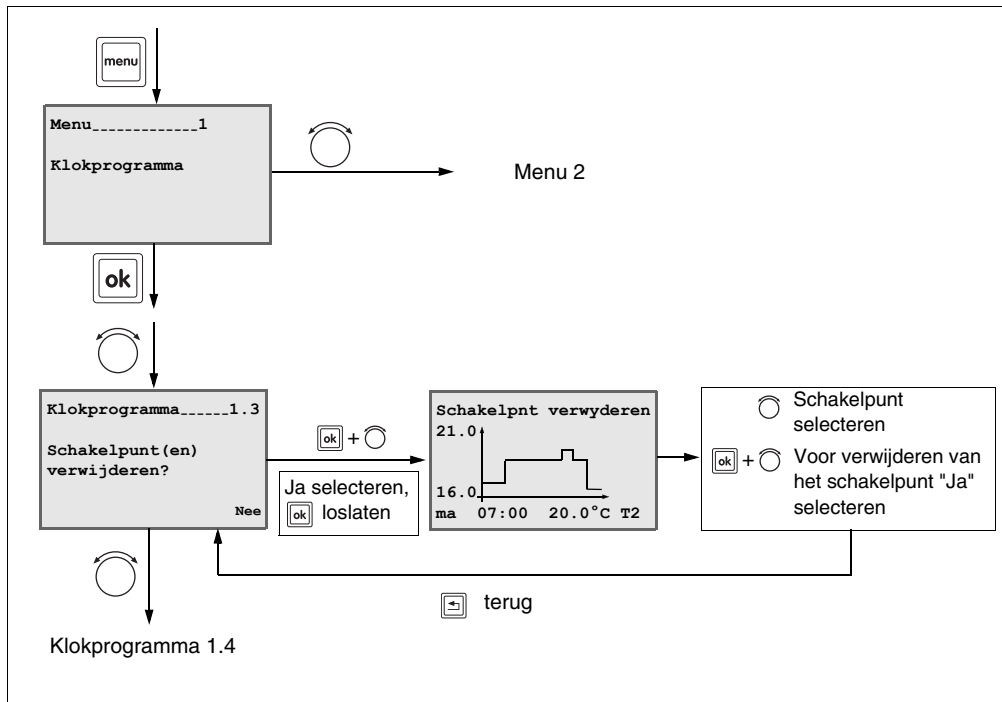 menu
Menu_____________1
Klokprogramma
Menu 2
ok
Klokprogramma______1.3
Schakelpunt(en)
verwijderen?
Nee
ok +
Ja selecteren,
ok loslaten
Schakelpnt verwyderen
21.0
16.0
ma 07:00 20.0°C T2
Schakelpunt
selecteren
ok + Voor verwijderen van
het schakelpunt "Ja"
selecteren
terug
Klokprogramma 1.4